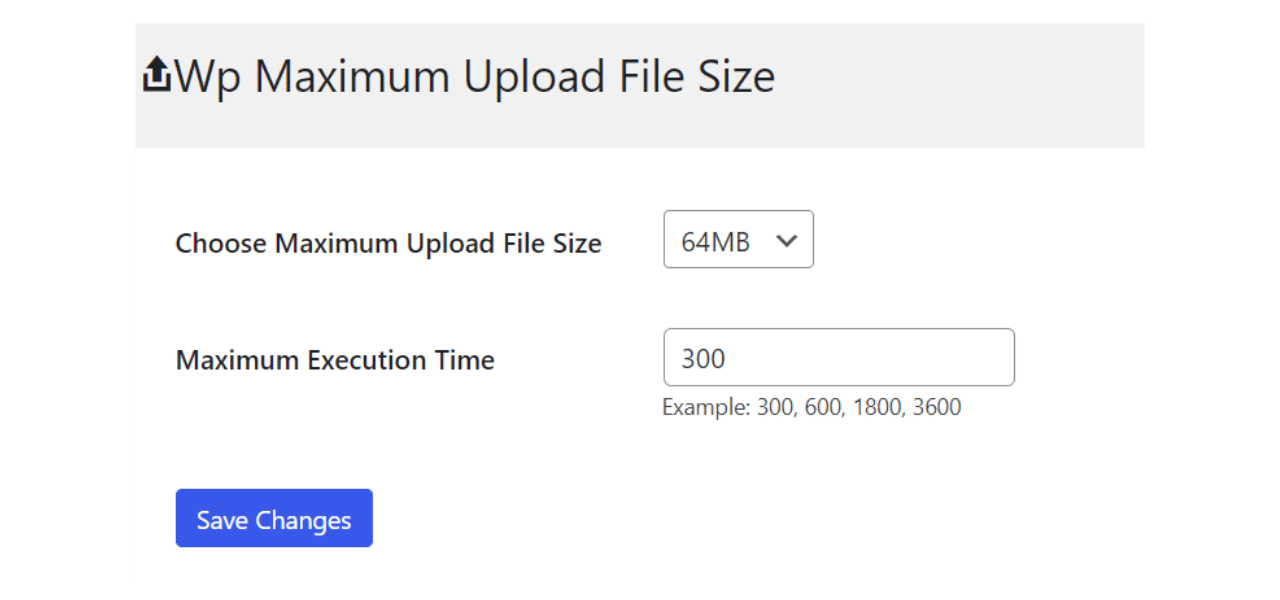 Wp Maximum Upload File Size
Choose Maximum Upload File Size
64MB
Maximum Execution Time
300
Example: 300, 600, 1800, 3600
Save Changes